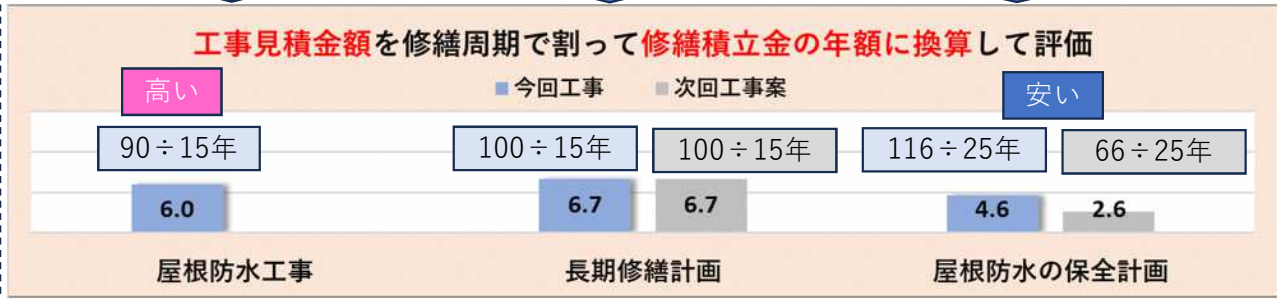 工事見積金額を修繕周期で割って修繕積立金の年額に換算して評価
高い
今回工事 次回工事案
安い
90÷15年
100÷15年
100÷15年
116÷25年
66÷25年
6.0
6.7
6.7
4.6
2.6
屋根防水工事
長期修繕計画
屋根防水の保全計画